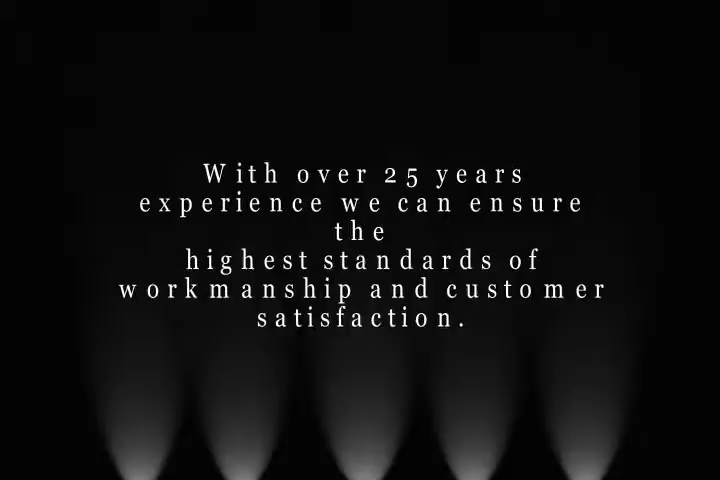 With over 25 years
experience we can ensure
the
highest standards of
workmanship and customer
satisfaction.